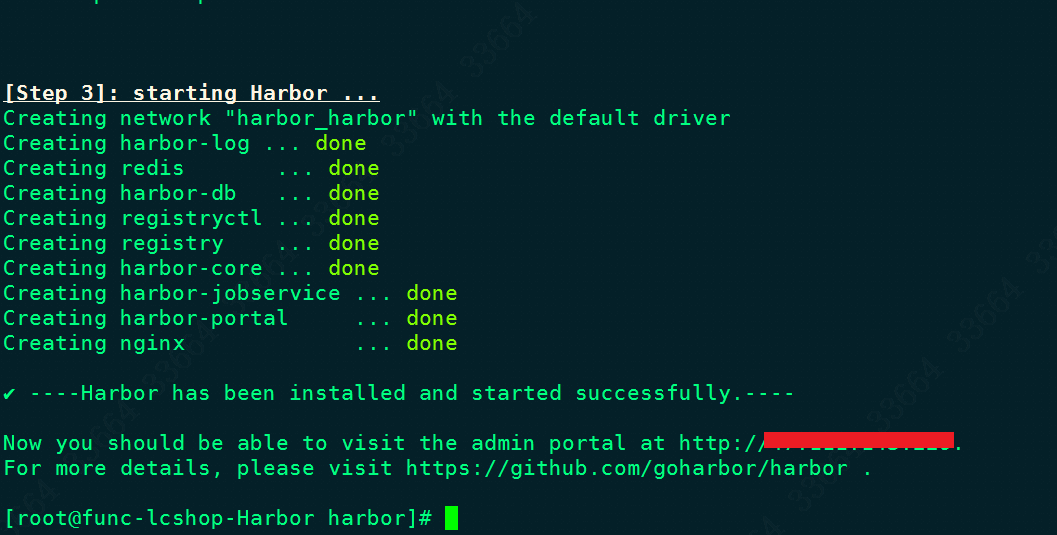 [Step 3]: starting Harbor ...
Creating network "harbor_harbor" with the default driver
Creating harbor-log ... done
Creating redis       ... done
Creating harbor-db   ... done
Creating registryctl ... done
Creating registry    ... done
Creating harbor-core ... done
Creating harbor-jobservice ... done
Creating harbor-portal     ... done
Creating nginx             ... done
✔ ----Harbor has been installed and started successfully.----
Now you should be able to visit the admin portal at http://
For more details, please visit https://github.com/goharbor/harbor .
[root@func-lcshop-Harbor harbor]#